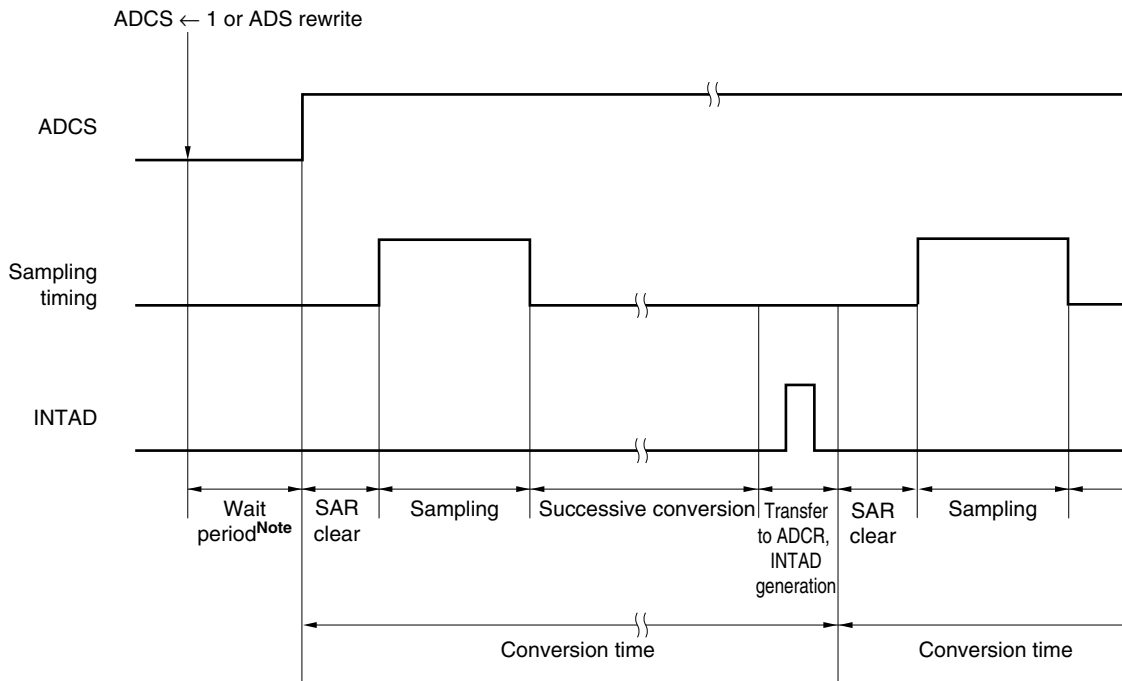 ADCS ← 1 or ADS rewrite
ADCS
Sampling
timing
INTAD
Wait
periodNote
SAR
clear
Sampling
Successive conversion
Transfer
to ADCR,
INTAD
generation
SAR
clear
Sampling
Conversion time
Conversion time